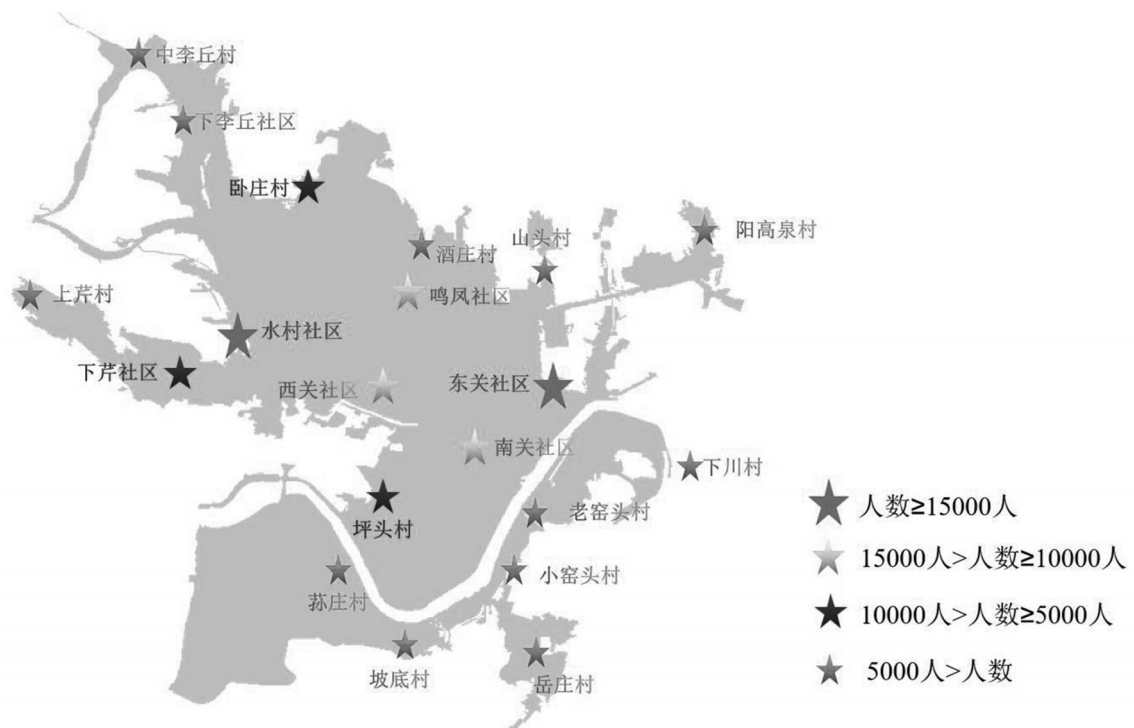 中李丘村
下李丘社区
卧庄村
酒庄村
山头村
阳高泉村
上芹村
鸣凤社区
水村社区
下芹社区
西关社区
东关社区
南关社区
下川村
坪头村
老窑头村
小窑头村
荪庄村
坡底村
岳庄村
人数≥15000人
15000人>人数≥10000人
10000人>人数≥5000人
5000人>人数